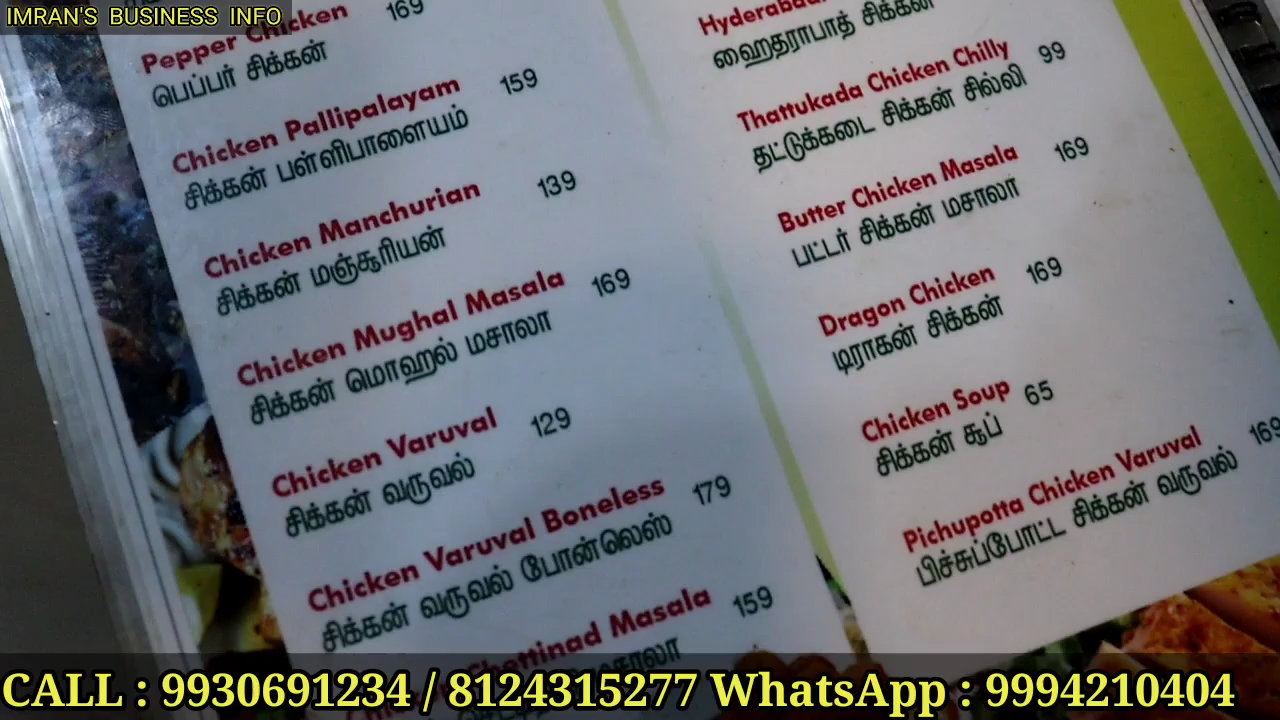 IMRAN'S BUSINESS INFO
Pepper Chicken 169
பெப்பர் சிக்கன்
Chicken Pallipalayam 159
சிக்கன் பள்ளிபாளையம்
Chicken Manchurian 139
சிக்கன் மஞ்சூரியன்
Chicken Mughal Masala 169
சிக்கன் மொஹல் மசாலா
Chicken Varuval 129
சிக்கன் வருவல்
Chicken Varuval Boneless 179
சிக்கன் வருவல் போன்லெஸ்
Chettinad Masala 159
மசாலா
ஹைதராபாத் சிக்கன்
Thattukada Chicken Chilly 99
தட்டுக்கடை சிக்கன் சில்லி
Butter Chicken Masala 169
பட்டர் சிக்கன் மசாலா
Dragon Chicken 169
டிராகன் சிக்கன்
Chicken Soup 65
சிக்கன் சூப்
Pichupotta Chicken Varuval 169
பிச்சுப்போட்ட சிக்கன் வருவல்
CALL : 9930691234 / 8124315277 WhatsApp : 9994210404